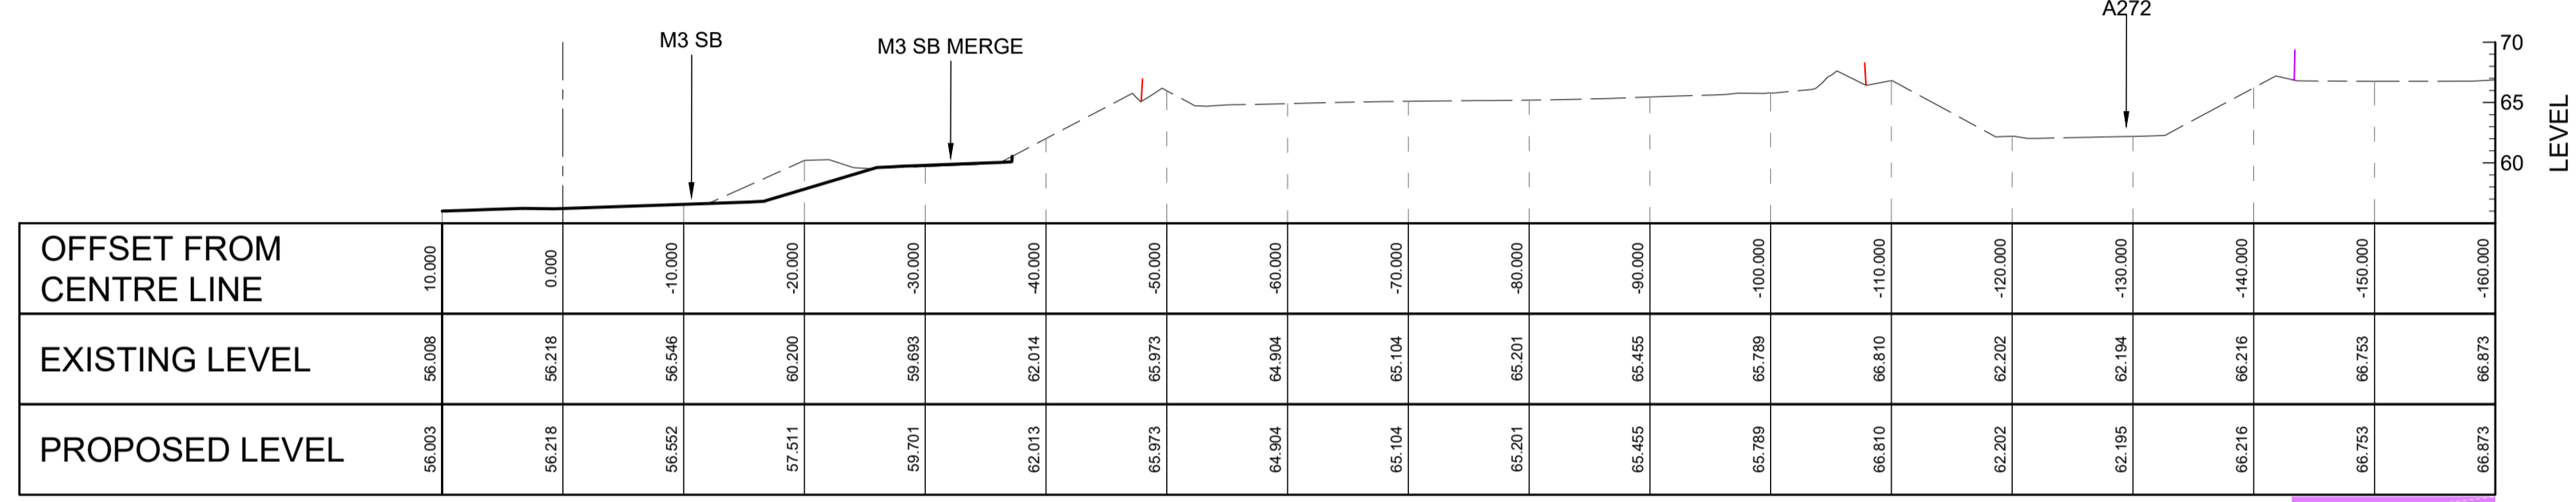 A272
M3 SB
M3 SB MERGE
70
65
60
LEVEL
OFFSET FROM
CENTRE LINE
10.000 0.000 -10.000 -20.000 -30.000 -40.000 -50.000 -60.000 -70.000 -80.000 -90.000 -100.000 -110.000 -120.000 -130.000 -140.000 -150.000 -160.000
EXISTING LEVEL
56.008 56.218 56.546 60.200 59.693 62.014 65.973 64.904 65.104 65.201 65.455 65.789 66.810 62.202 62.194 66.216 66.753 66.873
PROPOSED LEVEL
56.003 56.218 56.552 57.511 59.701 62.013 65.973 64.904 65.104 65.201 65.455 65.789 66.810 62.202 62.195 66.216 66.753 66.873